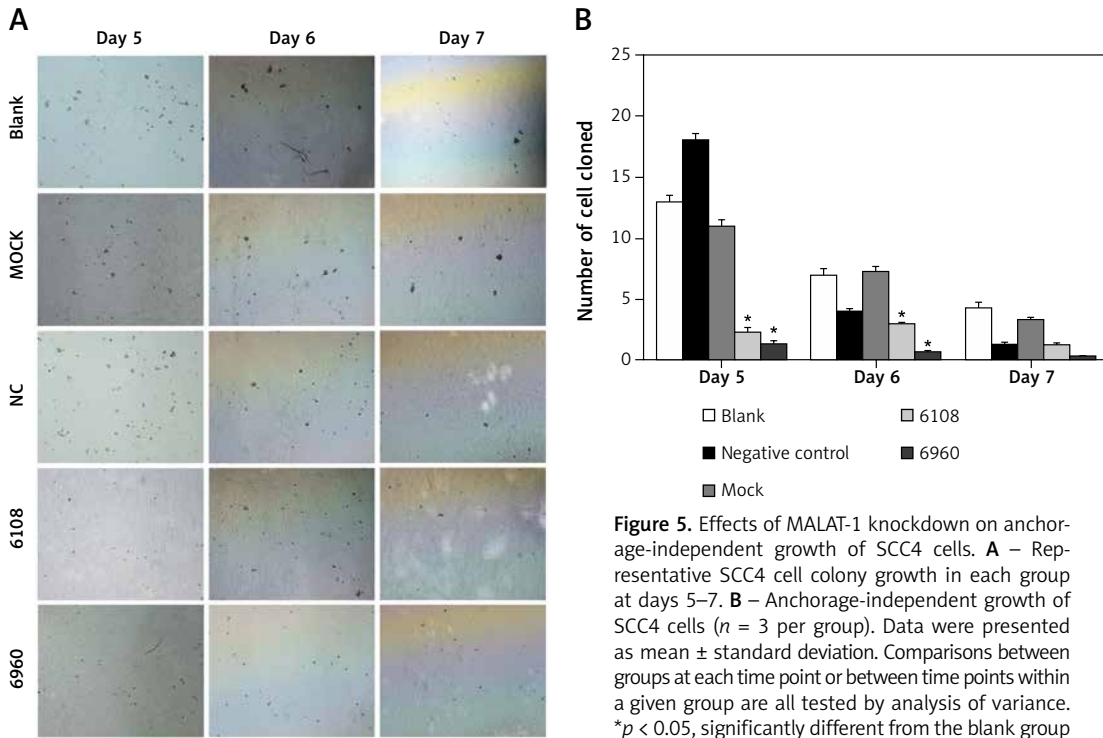 A
Day 5 Day 6 Day 7
Blank
MOCK
NC
6108
6960
B
Number of cell cloned
25
20
15
10
5
0
* *
* *
Day 5 Day 6 Day 7
Blank 6108
Negative control 6960
Mock
Figure 5. Effects of MALAT-1 knockdown on anchor-
age-independent growth of SCC4 cells. A – Rep-
resentative SCC4 cell colony growth in each group
at days 5–7. B – Anchorage-independent growth of
SCC4 cells (n = 3 per group). Data were presented
as mean ± standard deviation. Comparisons between
groups at each time point or between time points within
a given group are all tested by analysis of variance.
*p < 0.05, significantly different from the blank group